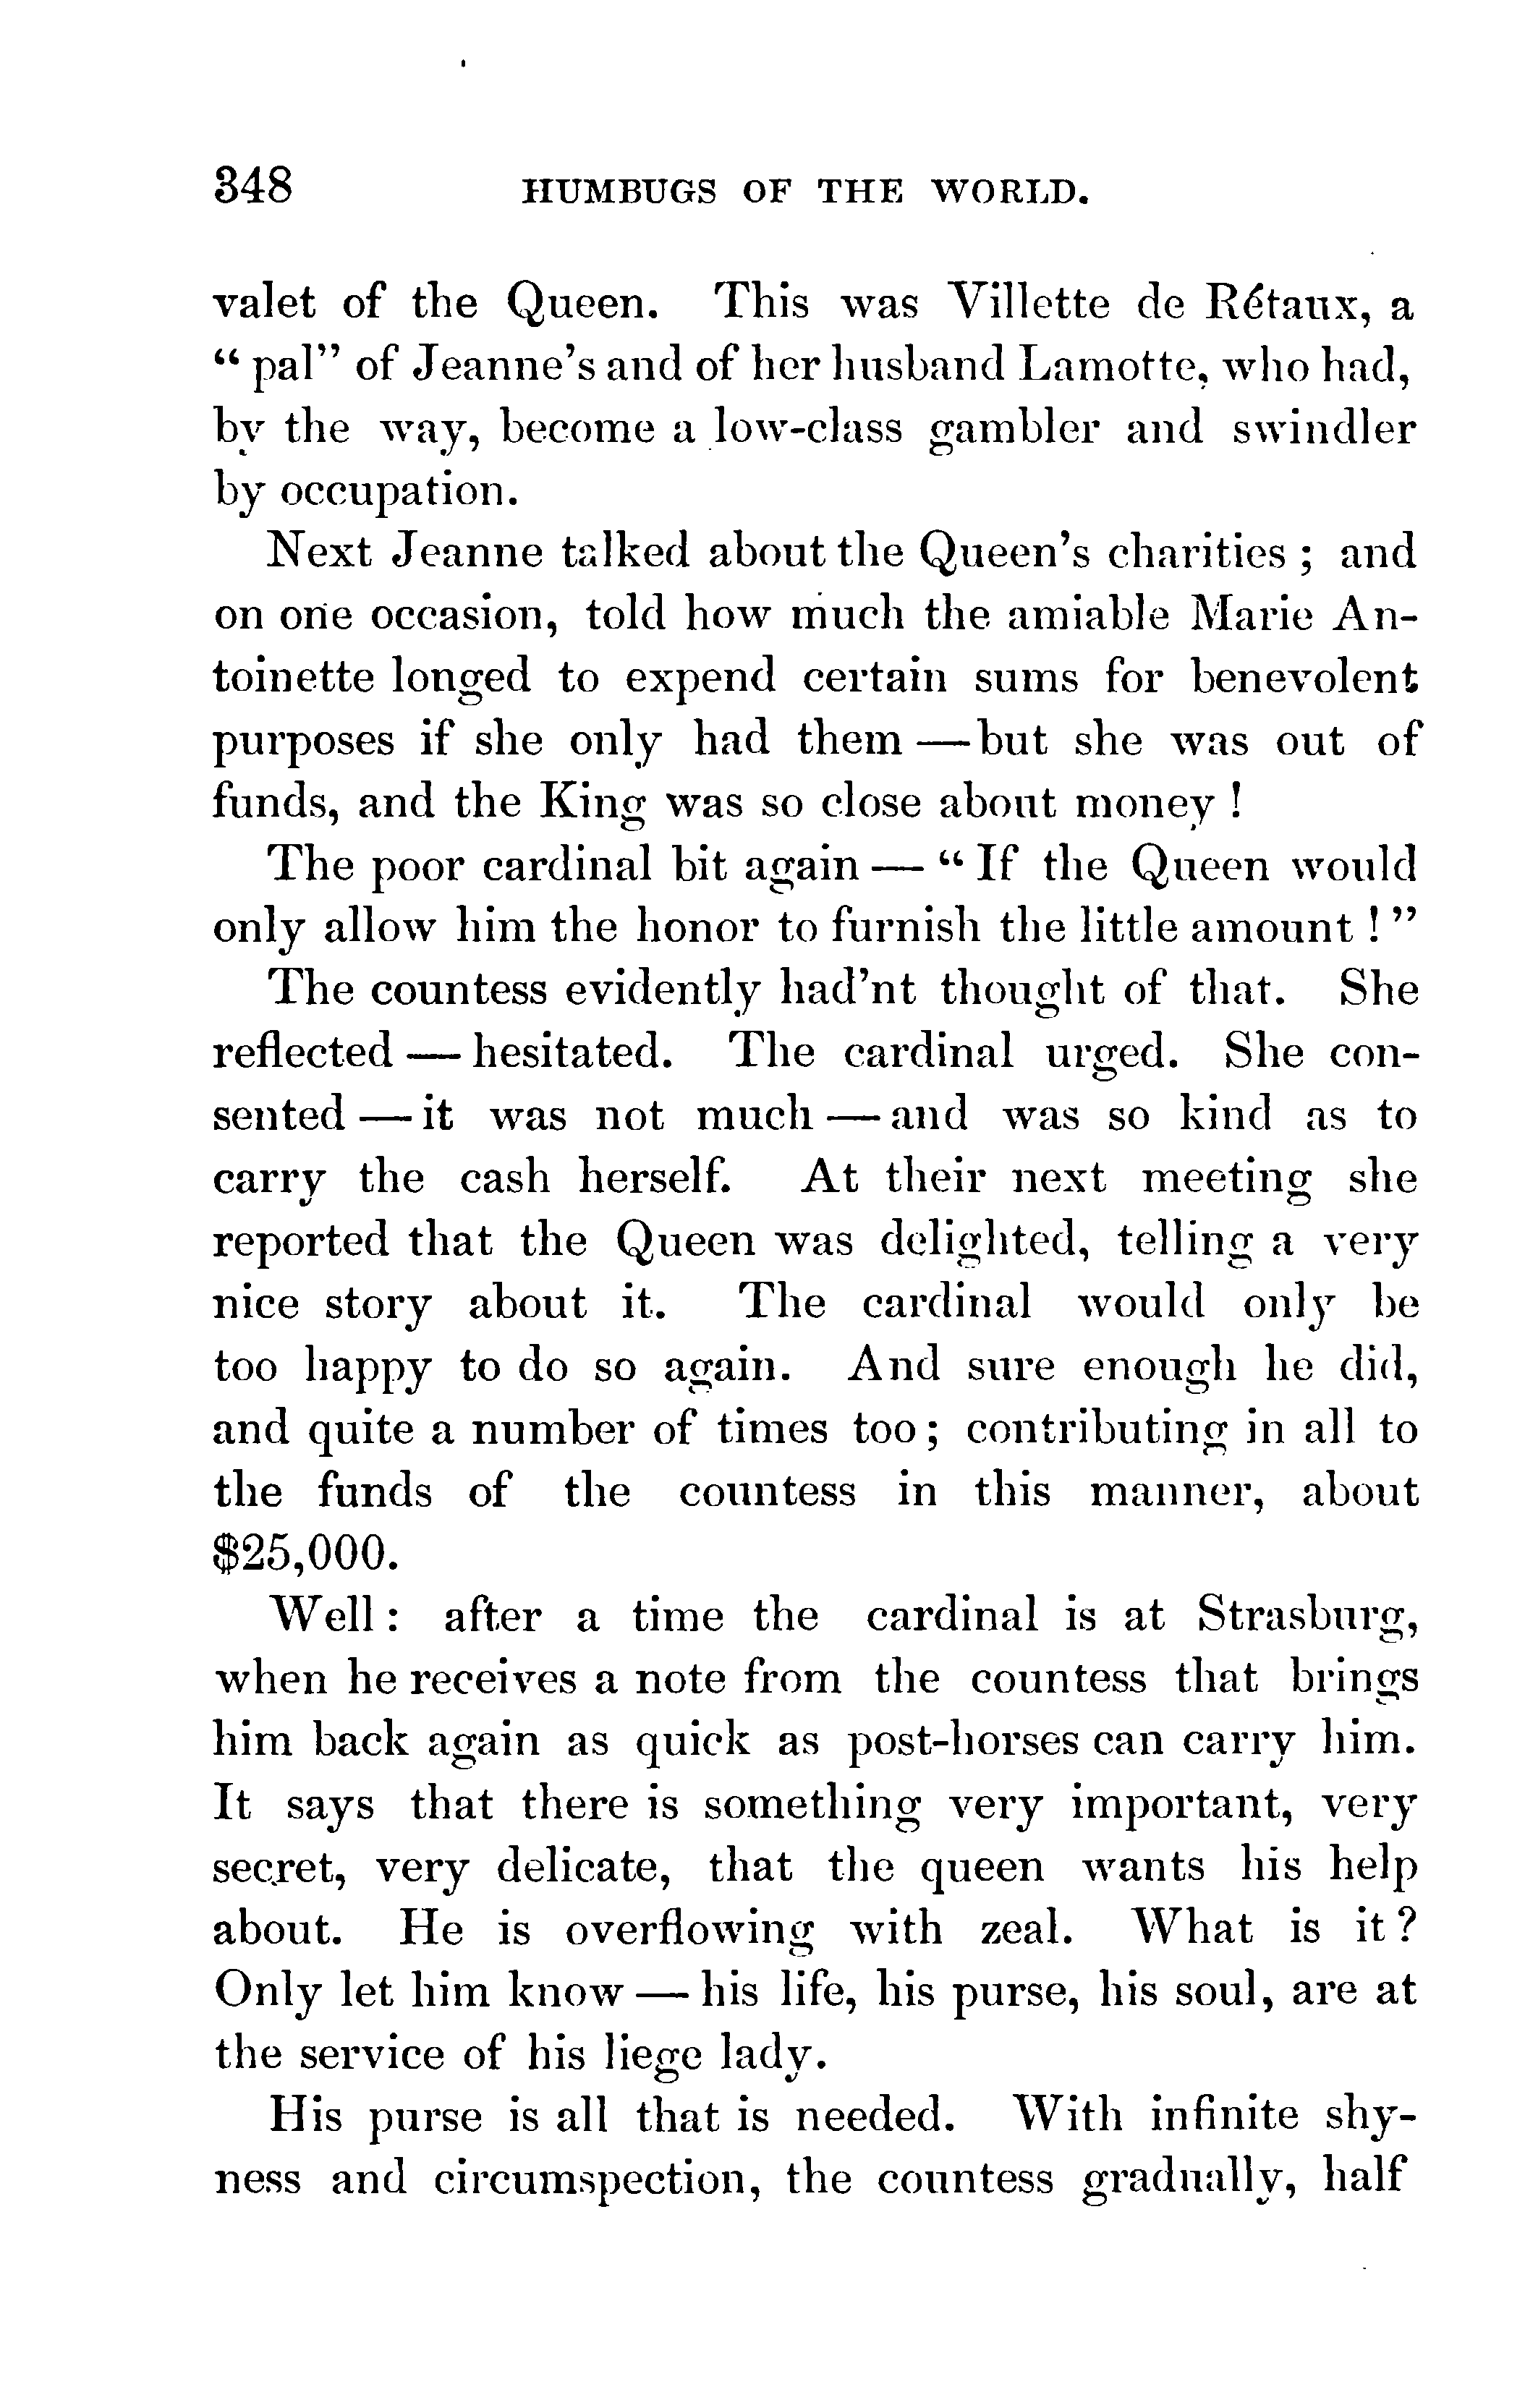 348 HUMBUGS OF THE WORLD.
valet of the Queen. This was Villette de Rétaux, a
“ pal” of Jeanne’s and of her husband Lamotte, who had,
by the way, become a low-class gambler and swindler
by occupation.
Next Jeanne talked about the Queen’s charities ; and
on one occasion, told how much the amiable Marie An-
toinette longed to expend certain sums for benevolent
purposes if she only had them — but she was out of
funds, and the King was so close about money !
The poor cardinal bit again — “ If the Queen would
only allow him the honor to furnish the little amount ! ”
The countess evidently had’nt thought of that. She
reflected — hesitated. The cardinal urged. She con-
sented — it was not much — and was so kind as to
carry the cash herself. At their next meeting she
reported that the Queen was delighted, telling a very
nice story about it. The cardinal would only be
too happy to do so again. And sure enough he did,
and quite a number of times too ; contributing in all to
the funds of the countess in this manner, about
$25,000.
Well : after a time the cardinal is at Strasburg,
when he receives a note from the countess that brings
him back again as quick as post-horses can carry him.
It says that there is something very important, very
secret, very delicate, that the queen wants his help
about. He is overflowing with zeal. What is it ?
Only let him know — his life, his purse, his soul, are at
the service of his liege lady.
His purse is all that is needed. With infinite shy-
ness and circumspection, the countess gradually, half